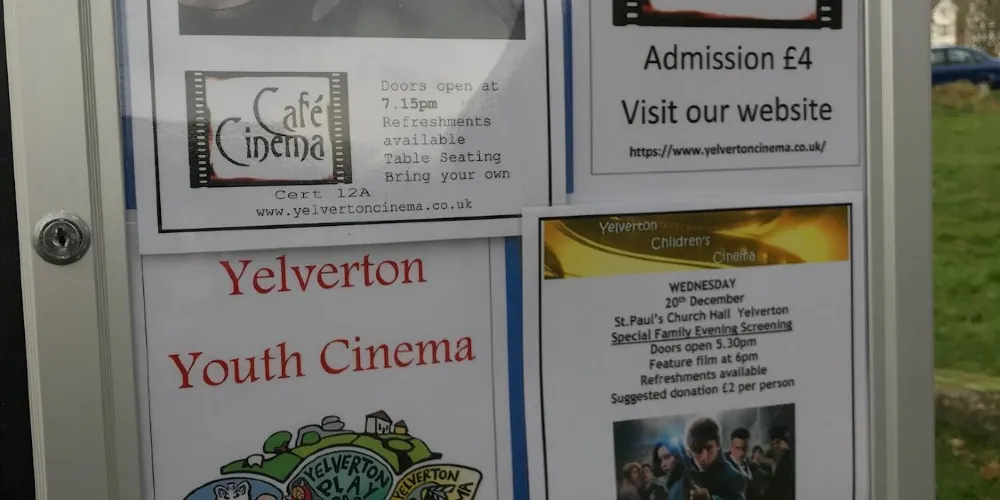 Café
Cinema
Doors open at
7.15pm
Refreshments
available
Table Seating
Bring your own
Cert 12A
www.yelvertoncinema.co.uk
Admission £4
Visit our website
https://www.yelvertoncinema.co.uk/
Yelverton
Youth Cinema
YELVERTON
PLAY
YELVERTON
Yelverton
Children's
Cinema
WEDNESDAY
20th December
St.Paul's Church Hall Yelverton
Special Family Evening Screening
Doors open 5.30pm
Feature film at 6pm
Refreshments available
Suggested donation £2 per person